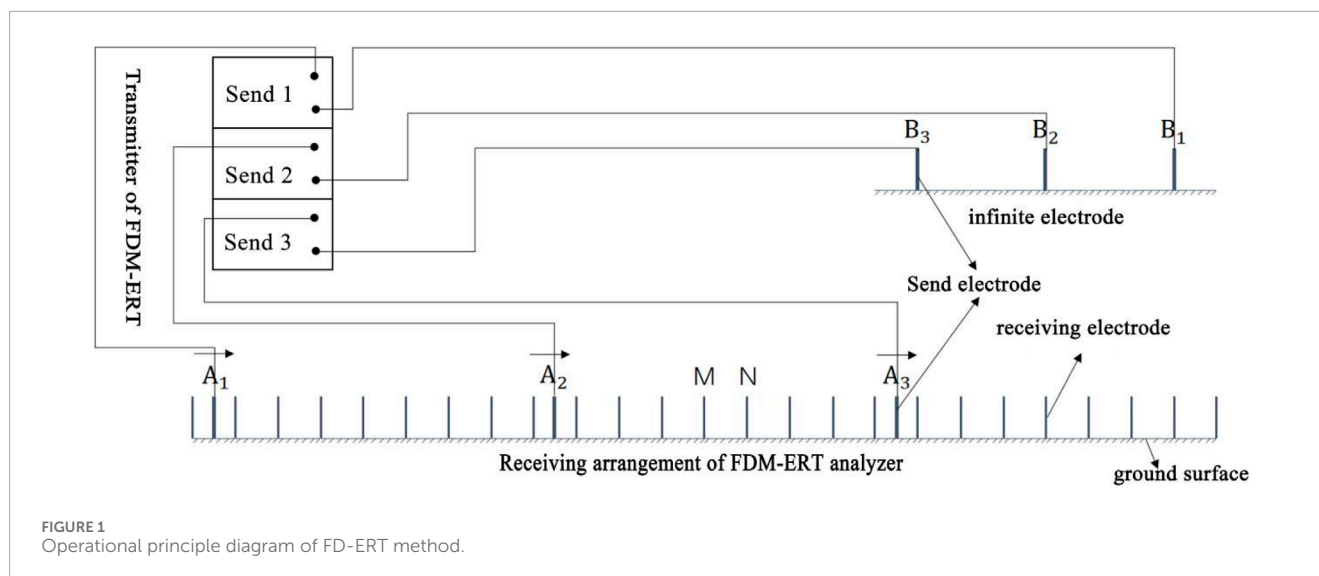 Transmitter of FDM-ERT
Send 1
Send 2
Send 3
B₃
B₂
B₁
infinite electrode
Send electrode
receiving electrode
A₁
A₂
M
N
A₃
Receiving arrangement of FDM-ERT analyzer
ground surface
FIGURE 1
Operational principle diagram of FD-ERT method.